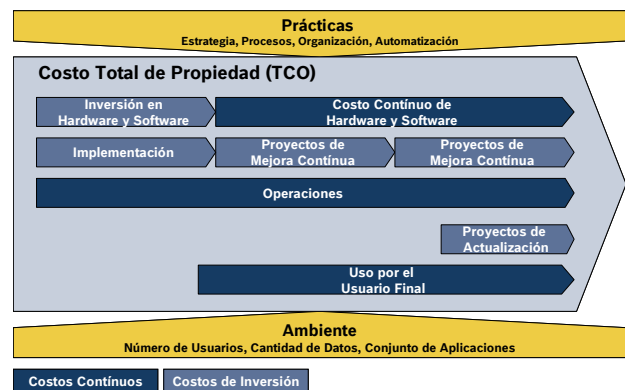 Prácticas
Estrategia, Procesos, Organización, Automatización
Costo Total de Propiedad (TCO)
Inversión en
Hardware y Software
Costo Contínuo de
Hardware y Software
Implementación
Proyectos de
Mejora Contínua
Proyectos de
Mejora Contínua
Operaciones
Proyectos de
Actualización
Uso por el
Usuario Final
Ambiente
Número de Usuarios, Cantidad de Datos, Conjunto de Aplicaciones
Costos Contínuos
Costos de Inversión